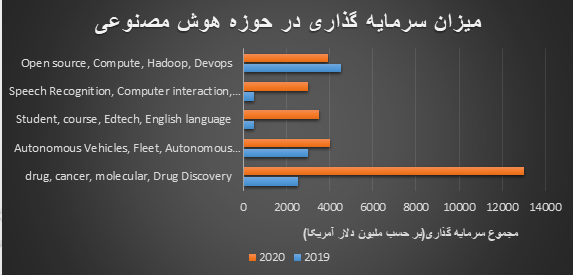 میزان سرمایه گذاری در حوزه هوش مصنوعی
Open source, Compute, Hadoop, Devops
Speech Recognition, Computer interaction,...
Student, course, Edtech, English language
Autonomous Vehicles, Fleet, Autonomous...
drug, cancer, molecular, Drug Discovery
0 2000 4000 6000 8000 10000 12000 14000
مجموع سرمایه گذاری(بر حسب ملیون دلار آمریکا)
2020 2019